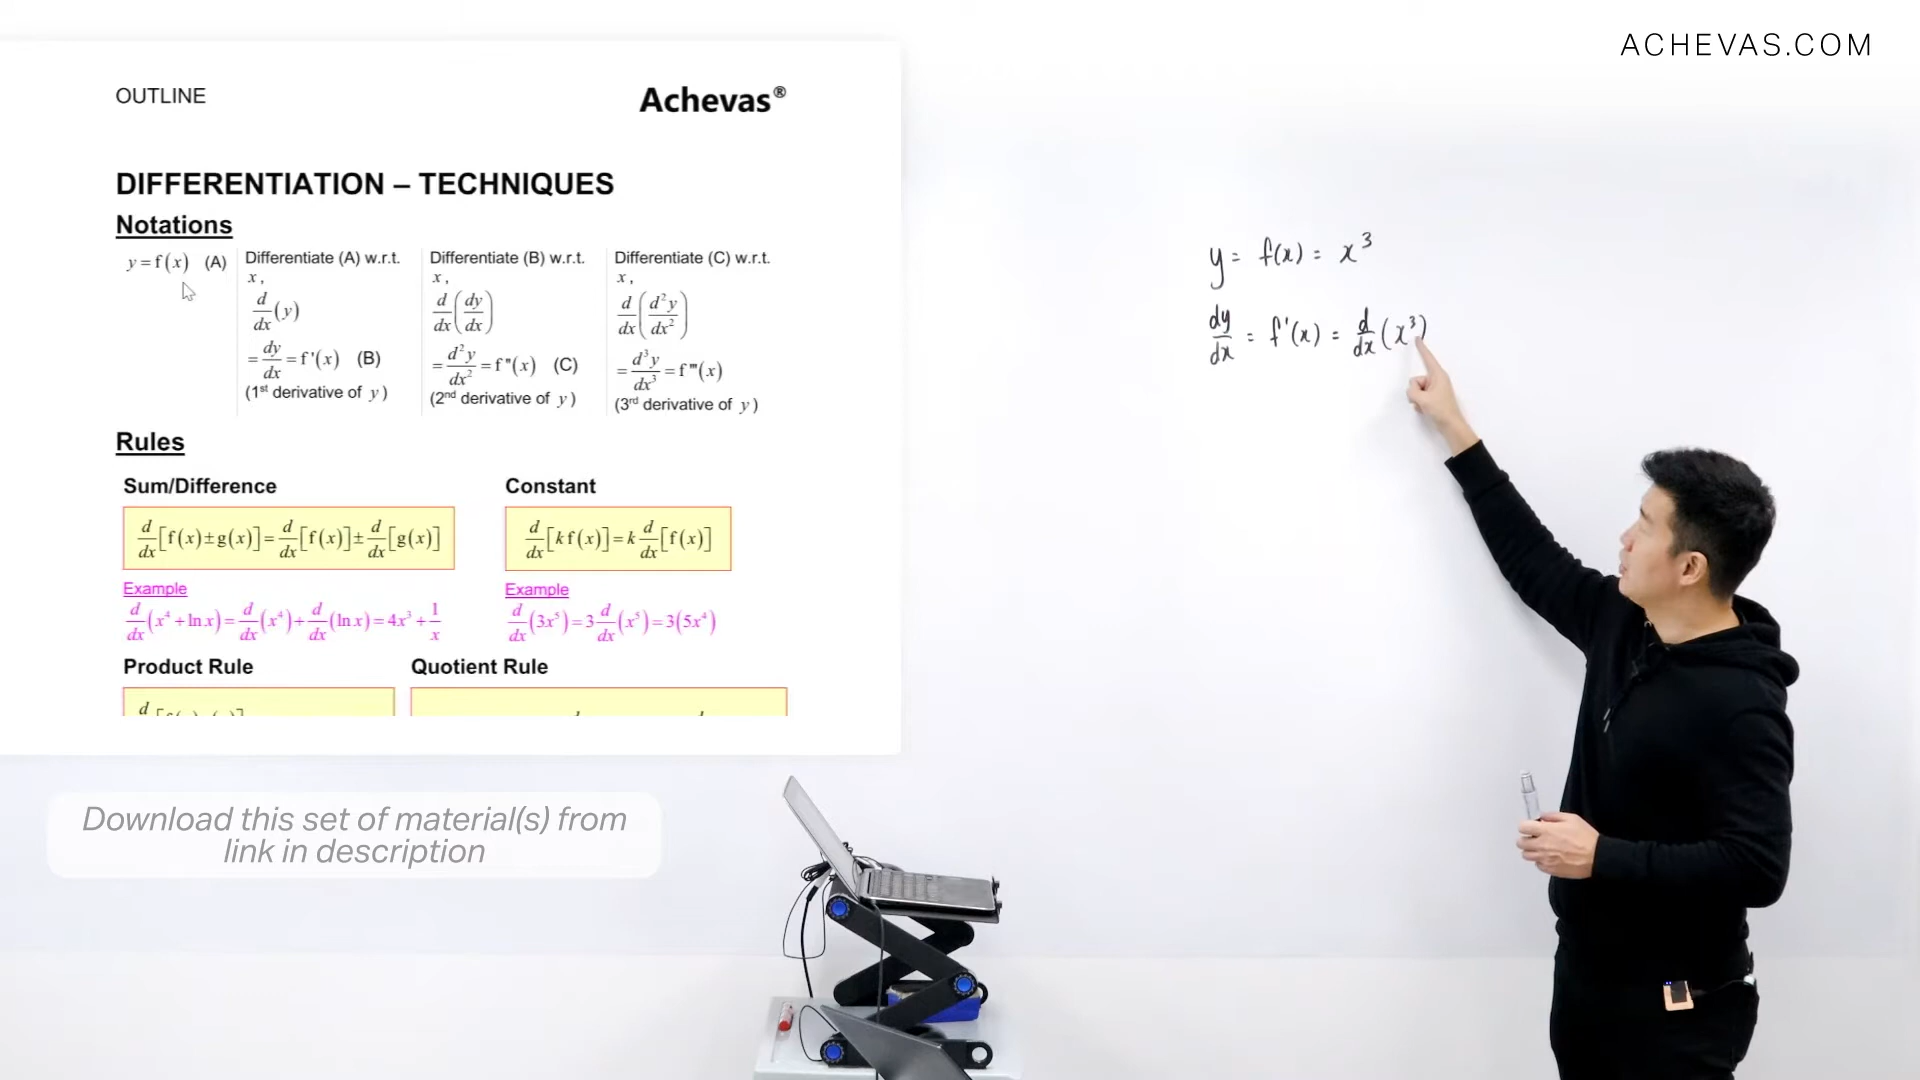 ACHEVAS.COM
OUTLINE
Achevas®
DIFFERENTIATION – TECHNIQUES
Notations
y = f(x) (A)
Differentiate (A) w.r.t.
x ,
d/dx (y)
= dy/dx = f '(x) (B)
(1st derivative of y )
Differentiate (B) w.r.t.
x ,
d/dx (dy/dx)
= d²y/dx² = f "(x) (C)
(2nd derivative of y )
Differentiate (C) w.r.t.
x ,
d/dx (d²y/dx²)
= d³y/dx³ = f '''(x)
(3rd derivative of y )
Rules
Sum/Difference
d/dx [f(x) ± g(x)] = d/dx [f(x)] ± d/dx [g(x)]
Example
d/dx (x⁴ + ln x) = d/dx (x⁴) + d/dx (ln x) = 4x³ + 1/x
Constant
d/dx [k f(x)] = k d/dx [f(x)]
Example
d/dx (3x⁵) = 3 d/dx (x⁵) = 3(5x⁴)
Product Rule
Quotient Rule
Download this set of material(s) from
link in description
y = f(x) = x³
dy/dx = f '(x) = d/dx (x³)